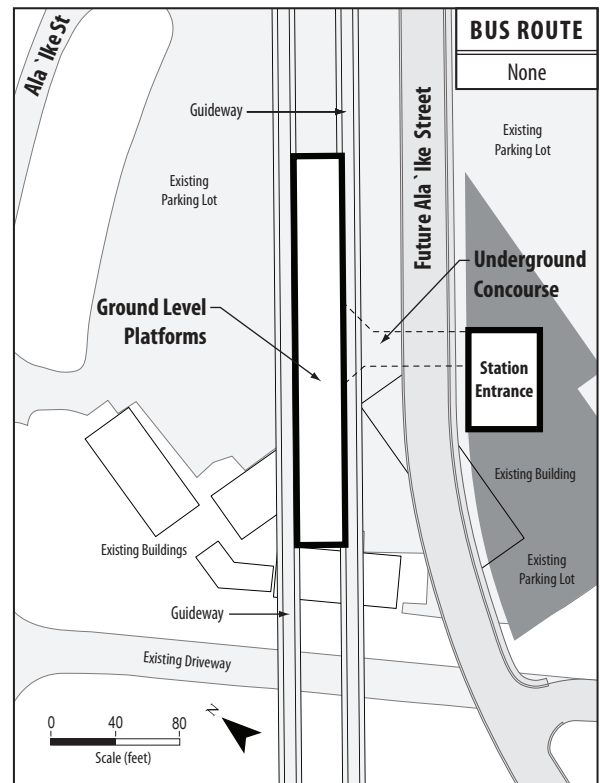 Ala `Ike St
BUS ROUTE
None
Guideway
Existing
Parking Lot
Existing
Parking Lot
Future Ala `Ike Street
Underground
Concourse
Ground Level
Platforms
Station
Entrance
Existing Building
Existing Buildings
Existing
Parking Lot
Guideway
Existing Driveway
0 40 80
Scale (feet)
N